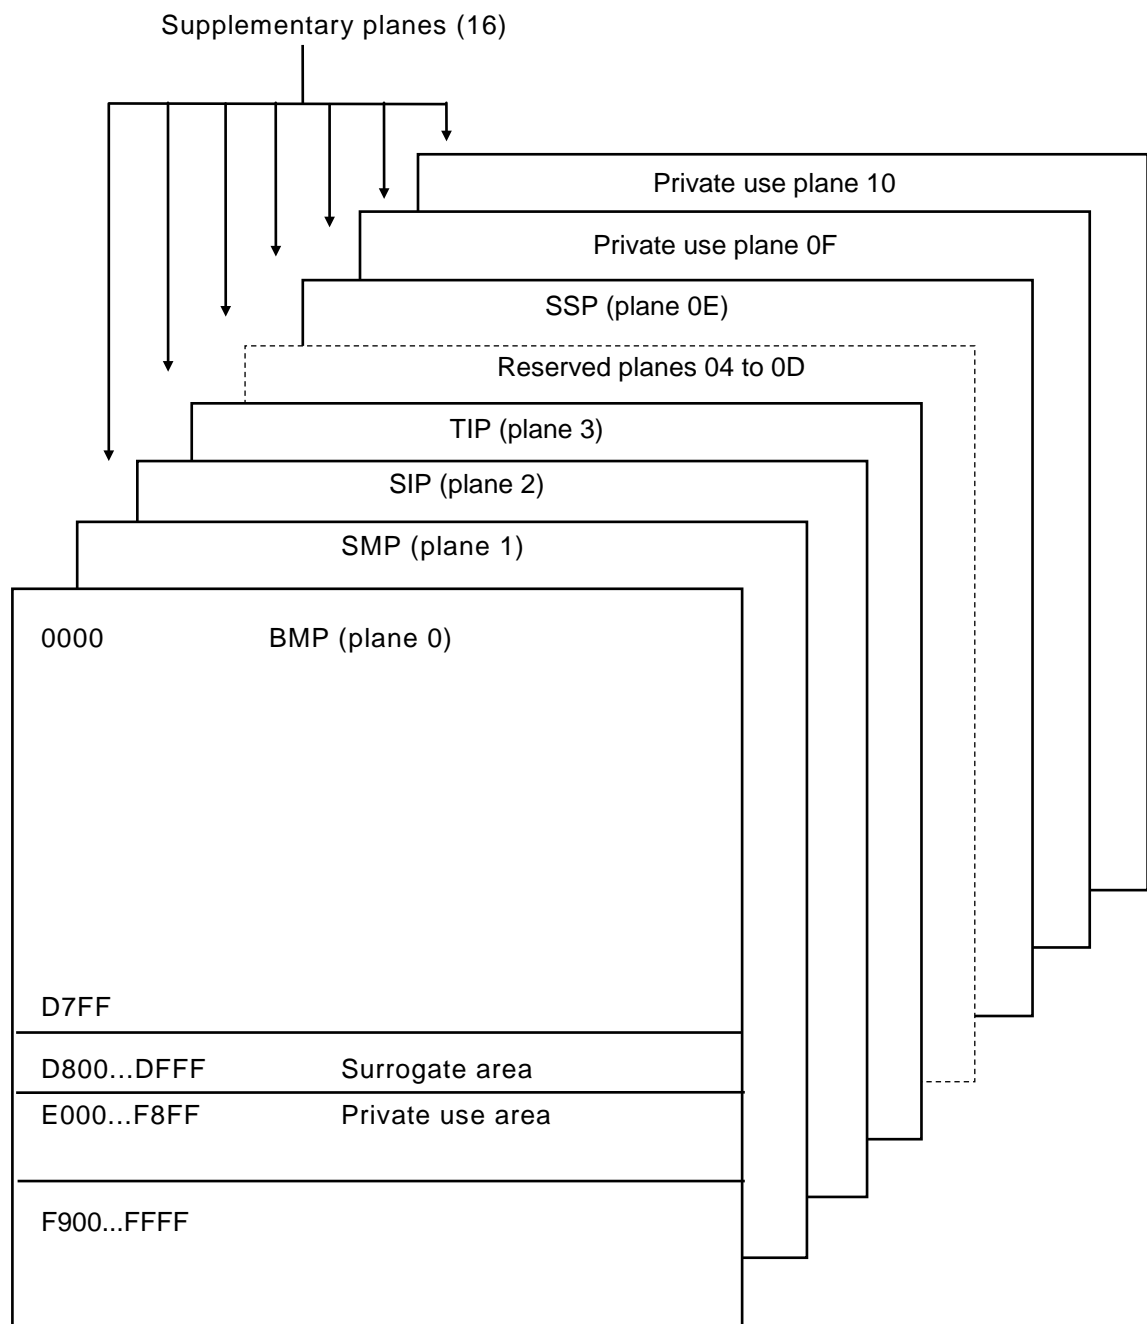 Supplementary planes (16)
Private use plane 10
Private use plane 0F
SSP (plane 0E)
Reserved planes 04 to 0D
TIP (plane 3)
SIP (plane 2)
SMP (plane 1)
0000 BMP (plane 0)
D7FF
D800...DFFF Surrogate area
E000...F8FF Private use area
F900...FFFF